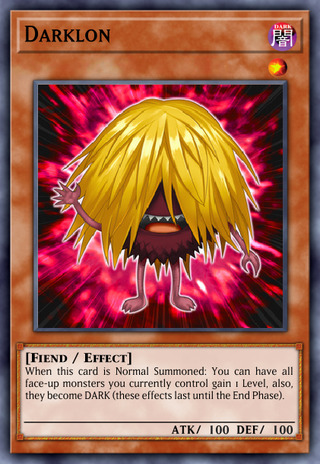 Darklon
DARK
闇
[Fiend / Effect]
When this card is Normal Summoned: You can have all
face-up monsters you currently control gain 1 Level, also,
they become DARK (these effects last until the End Phase).
ATK/ 100 DEF/ 100